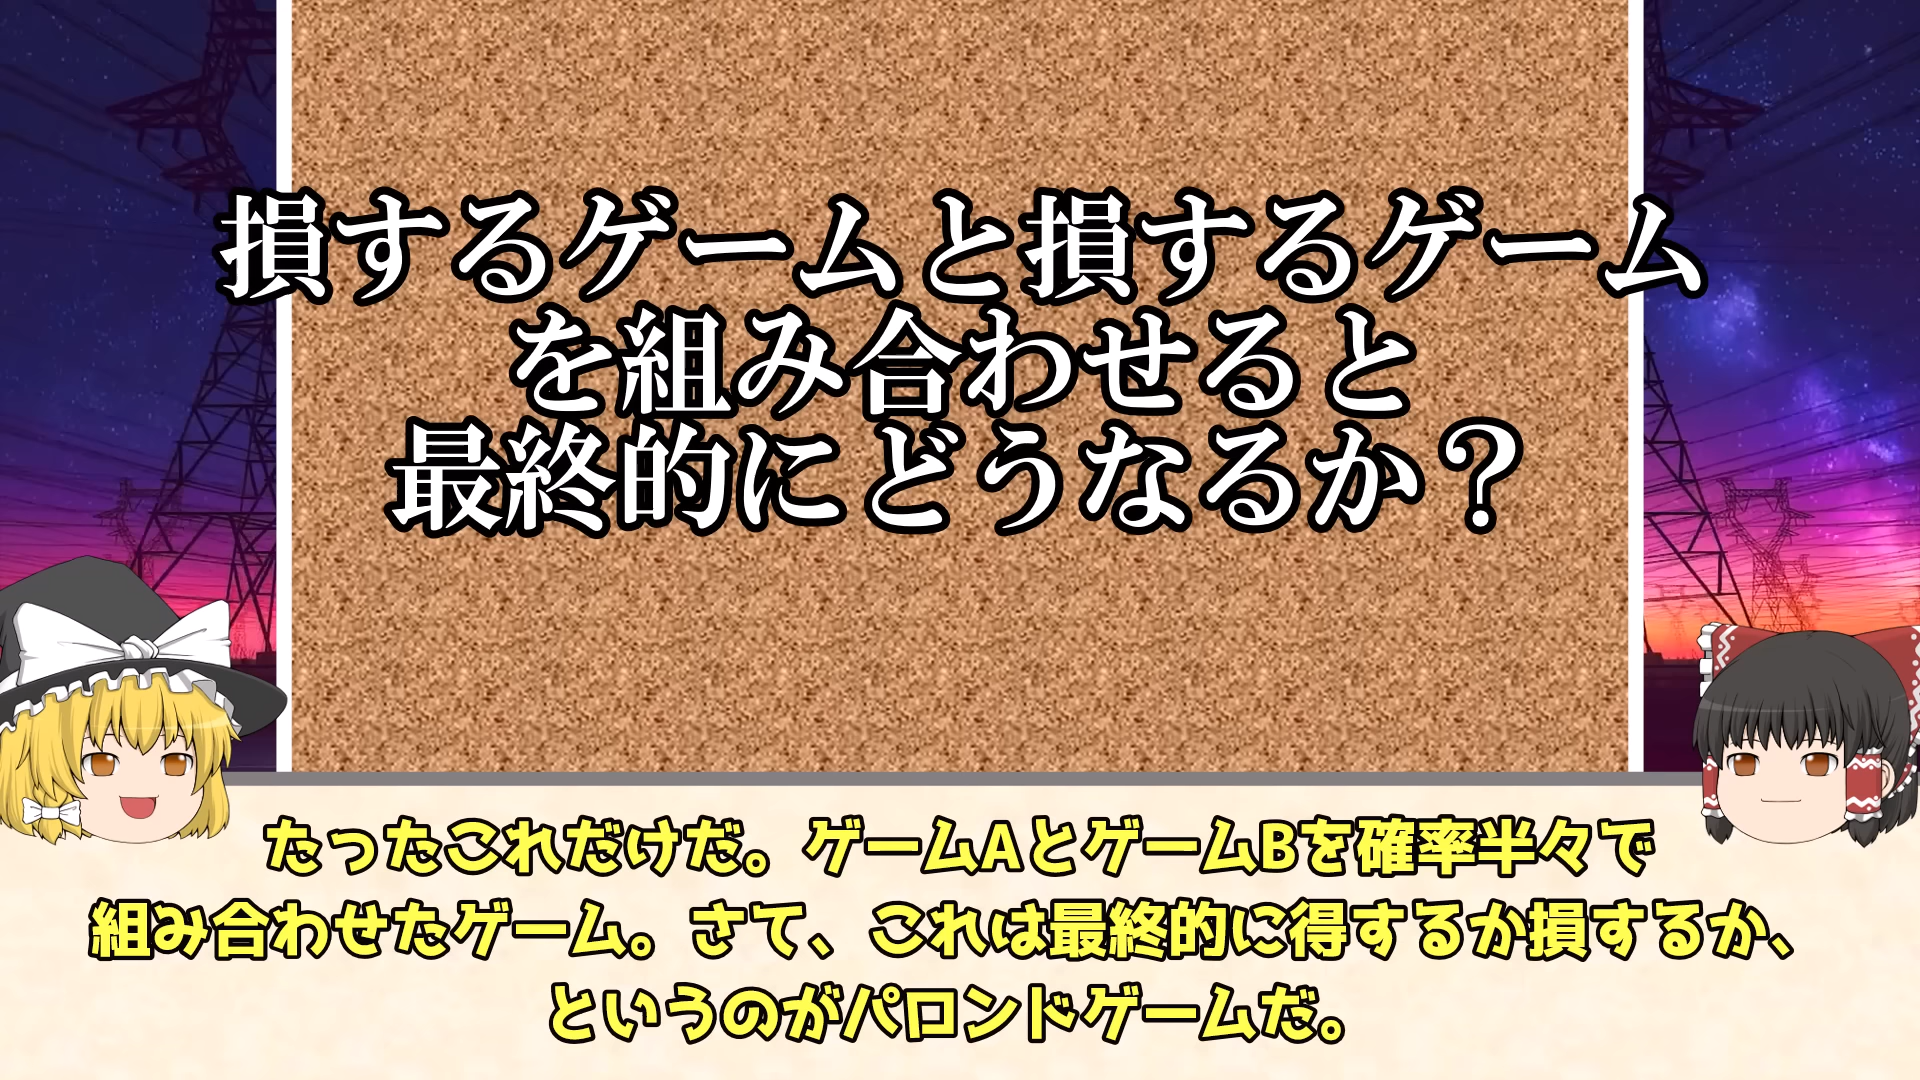 損するゲームと損するゲーム
を組み合わせると
最終的にどうなるか？
たったこれだけだ。ゲームAとゲームBを確率半々で
組み合わせたゲーム。さて、これは最終的に得するか損するか、
というのがパロンドゲームだ。